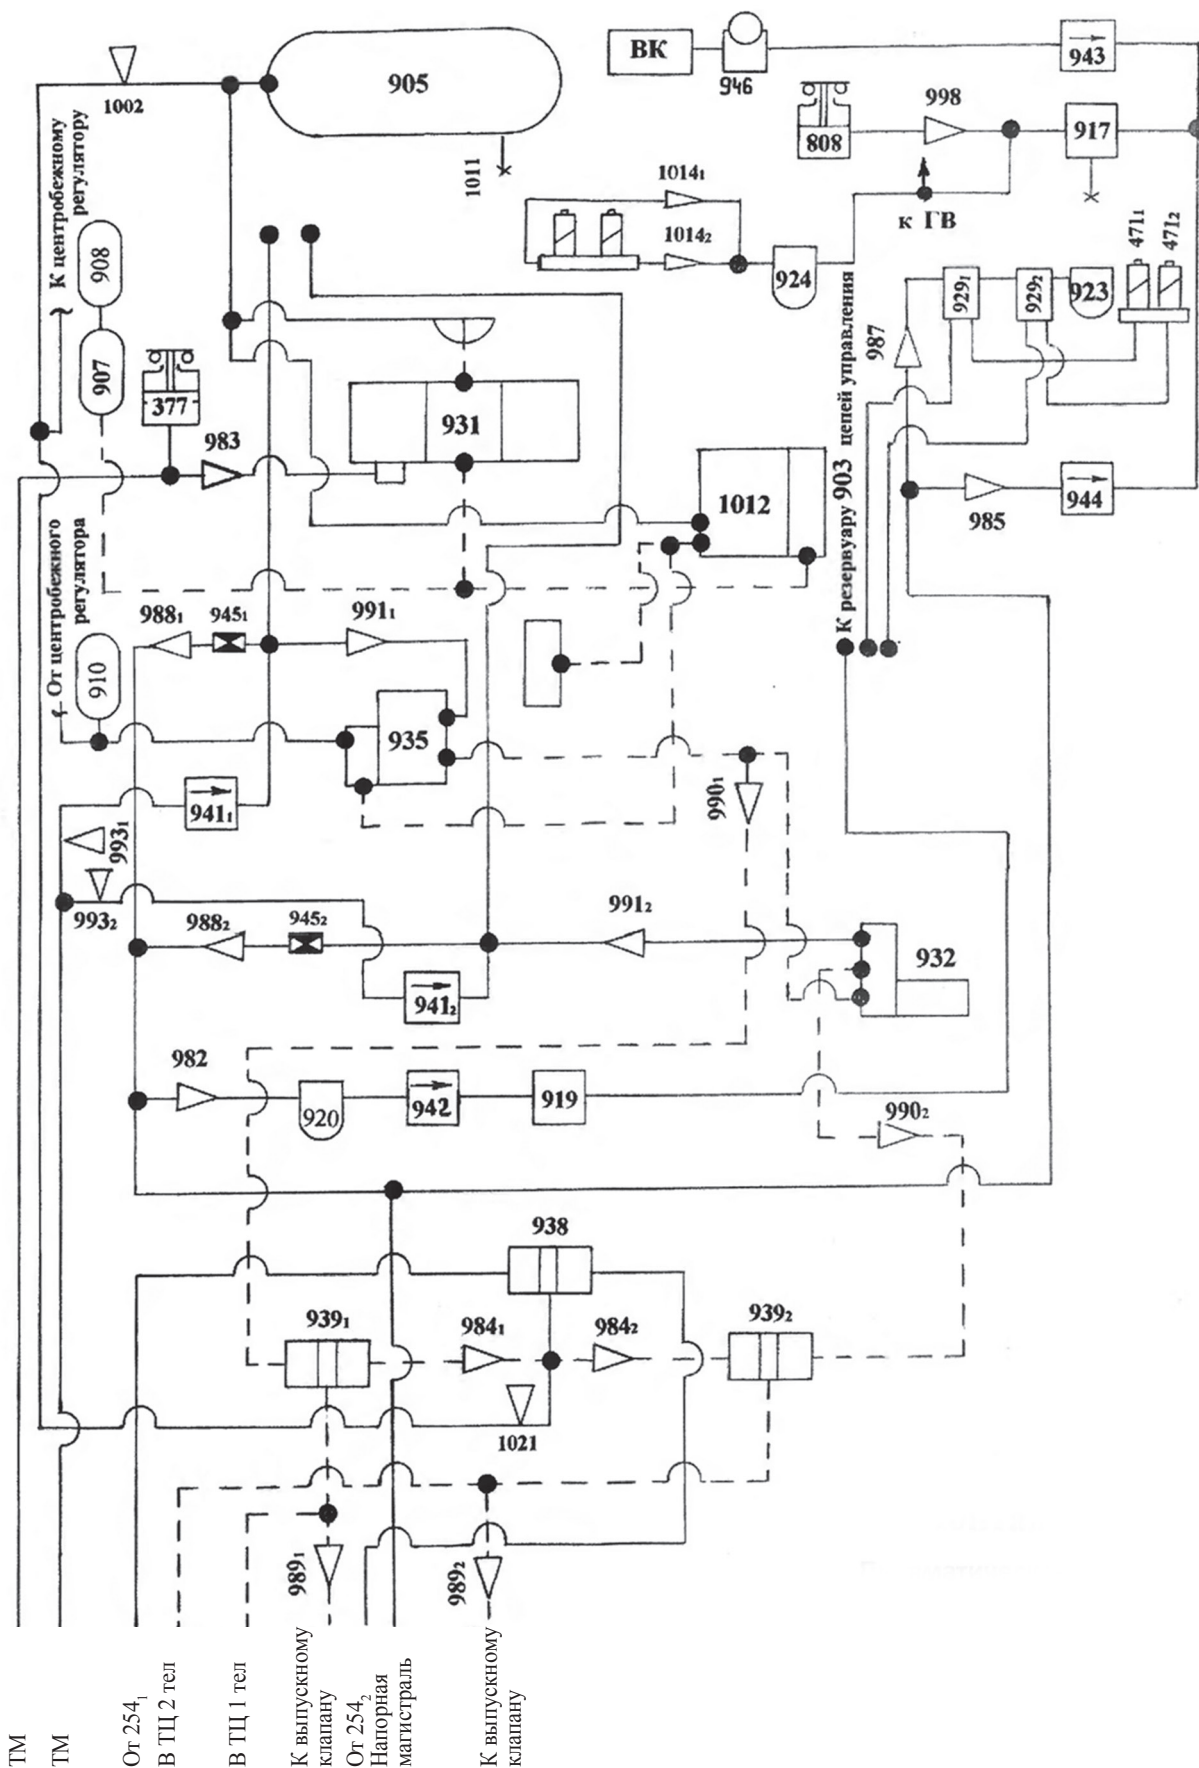 1002
905
ВК
946
943
998
808
917
к ГВ
1011
1014₁
1014₂
924
471₁
471₂
929₁
929₂
923
987
К центробежному
регулятору
908
907
377
983
931
1012
К резервуару 903 цепей управления
985
944
От центробежного
регулятора
910
988₁
945₁
991₁
935
941₁
990₁
993₁
993₂
988₂
945₂
991₂
932
941₂
982
920
942
919
990₂
938
939₁
984₁
984₂
939₂
1021
989₁
989₂
ТМ
ТМ
От 254₁
В ТЦ 2 тел
В ТЦ 1 тел
К выпускному
клапану
От 254₂
Напорная
магистраль
К выпускному
клапану